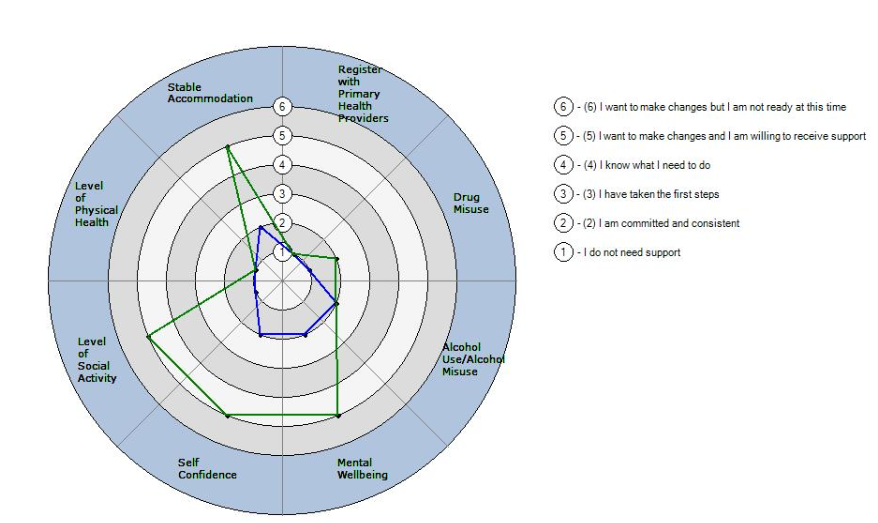 Register
with
Primary
Health
Providers
Stable
Accommodation
Drug
Misuse
Alcohol
Use/Alcohol
Misuse
Mental
Wellbeing
Self
Confidence
Level
of
Social
Activity
Level
of
Physical
Health
6
5
4
3
2
1
6 - (6) I want to make changes but I am not ready at this time
5 - (5) I want to make changes and I am willing to receive support
4 - (4) I know what I need to do
3 - (3) I have taken the first steps
2 - (2) I am committed and consistent
1 - I do not need support